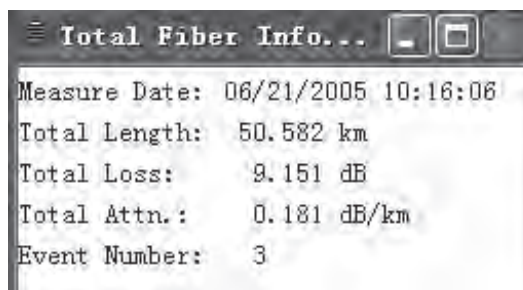 Total Fiber Info...
Measure Date: 06/21/2005 10:16:06
Total Length: 50.582 km
Total Loss: 9.151 dB
Total Attn.: 0.181 dB/km
Event Number: 3